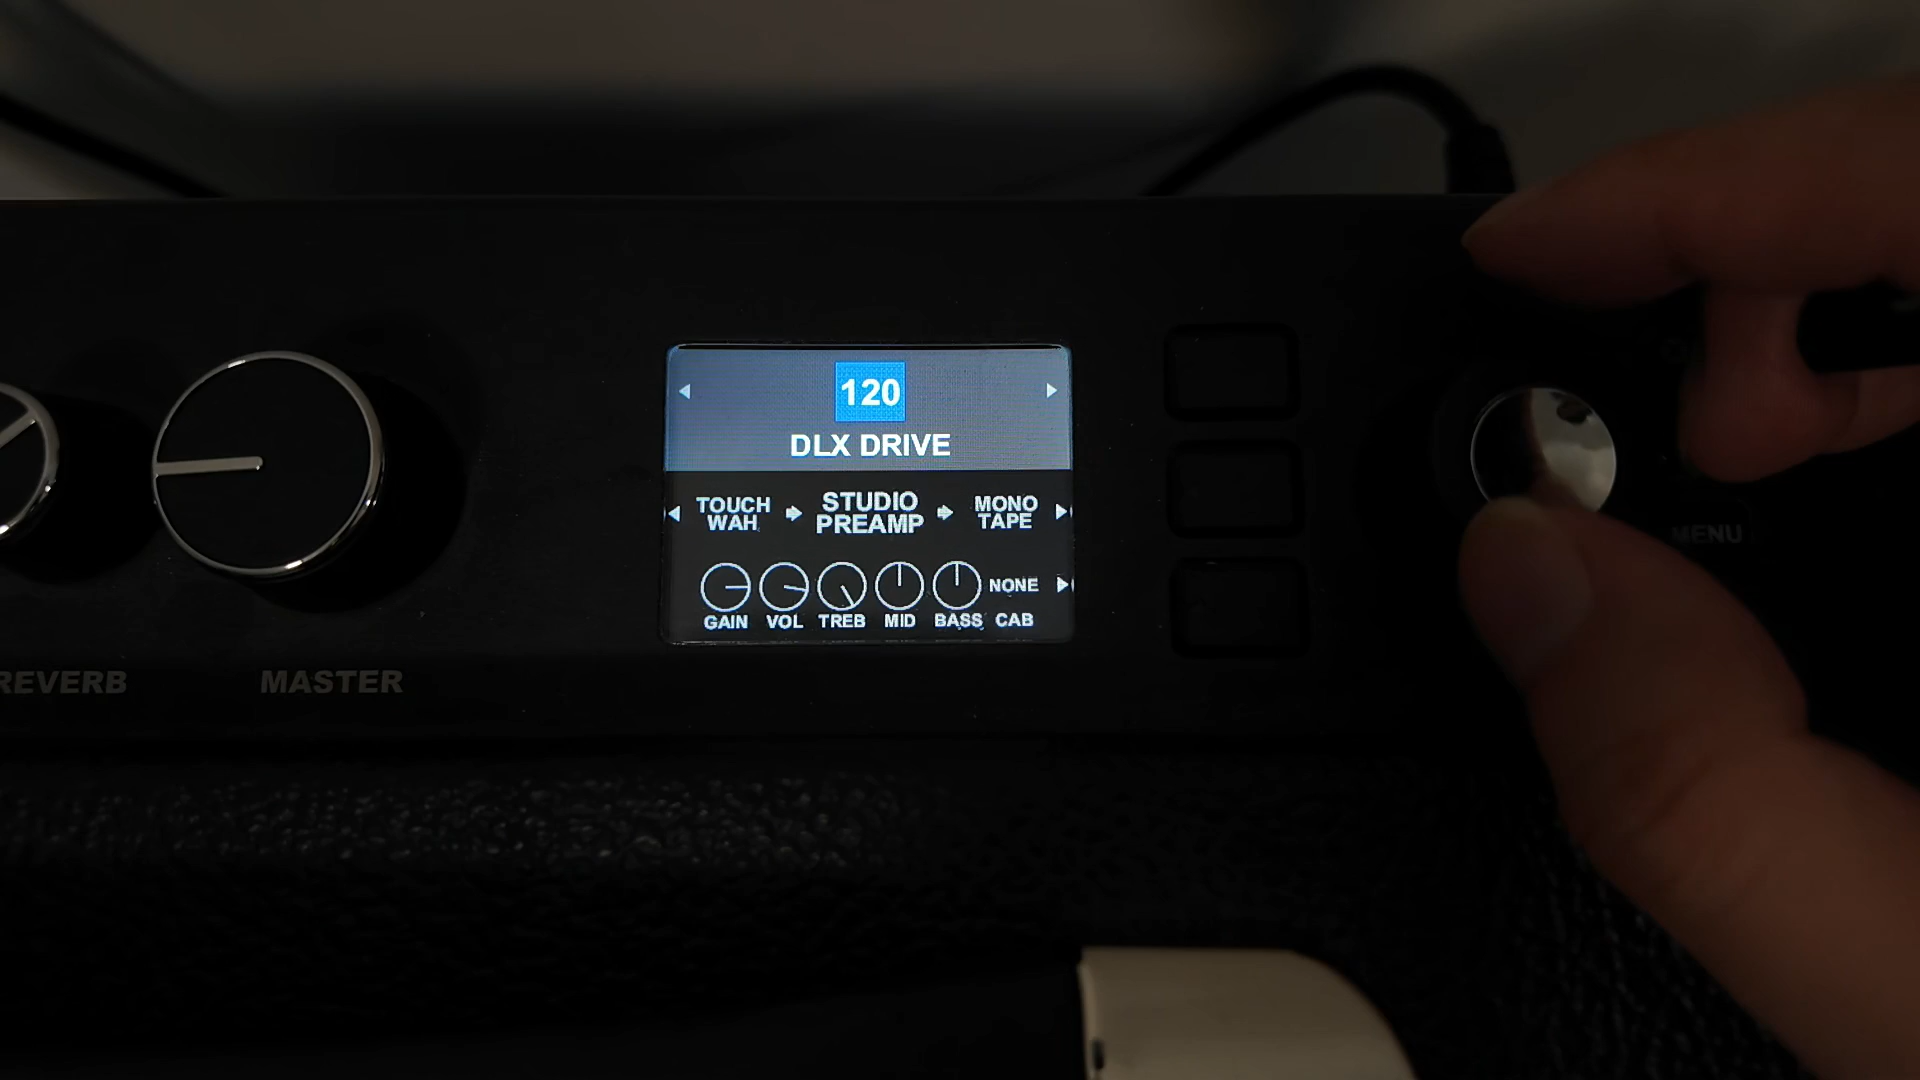 120
DLX DRIVE
TOUCH WAH
STUDIO PREAMP
MONO TAPE
GAIN VOL TREB MID BASS NONE CAB
REVERB
MASTER
MENU